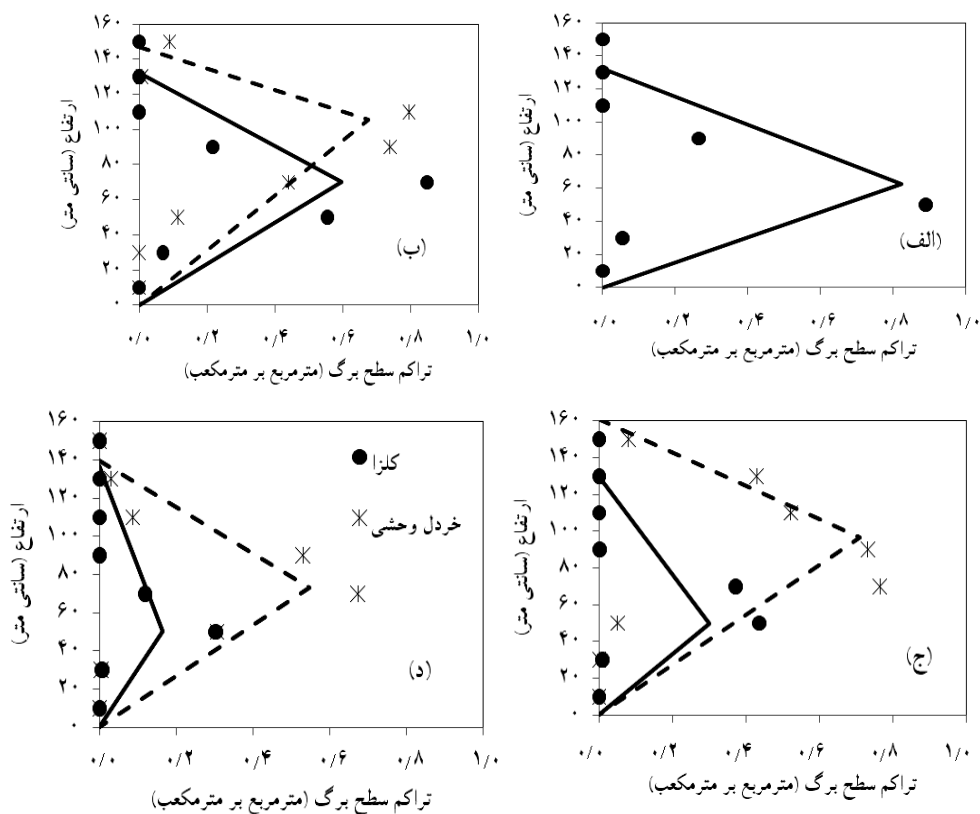 ۱۶۰
۱۴۰
۱۲۰
۱۰۰
۸۰
۶۰
۴۰
۲۰
۰
ارتفاع (سانتی متر)
(الف)
۰/۰ ۰/۲ ۰/۴ ۰/۶ ۰/۸ ۱/۰
تراکم سطح برگ (مترمربع بر مترمکعب)
۱۶۰
۱۴۰
۱۲۰
۱۰۰
۸۰
۶۰
۴۰
۲۰
۰
ارتفاع (سانتی متر)
(ب)
۰/۰ ۰/۲ ۰/۴ ۰/۶ ۰/۸ ۱/۰
تراکم سطح برگ (مترمربع بر مترمکعب)
۱۶۰
۱۴۰
۱۲۰
۱۰۰
۸۰
۶۰
۴۰
۲۰
۰
ارتفاع (سانتی متر)
(ج)
۰/۰ ۰/۲ ۰/۴ ۰/۶ ۰/۸ ۱/۰
تراکم سطح برگ (مترمربع بر مترمکعب)
۱۶۰
۱۴۰
۱۲۰
۱۰۰
۸۰
۶۰
۴۰
۲۰
۰
ارتفاع (سانتی متر)
کلزا
خردل وحشی
(د)
۰/۰ ۰/۲ ۰/۴ ۰/۶ ۰/۸ ۱/۰
تراکم سطح برگ (مترمربع بر مترمکعب)